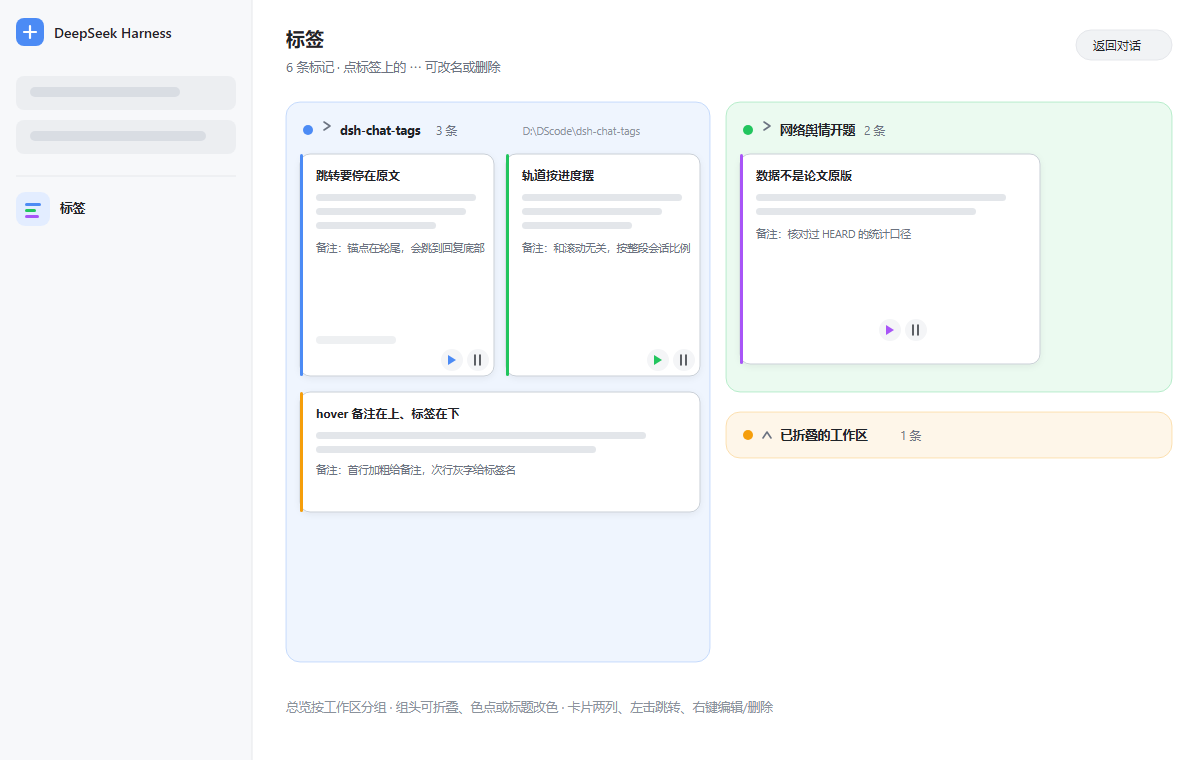 DeepSeek Harness
标签
标签
6 条标记 · 点标签上的 ··· 可改名或删除
返回对话
dsh-chat-tags
3 条
D:\DScode\dsh-chat-tags
跳转要停在原文
备注：锚点在轮尾，会跳到回复底部
轨道按进度摆
备注：和滚动无关，按整段会话比例
hover 备注在上、标签在下
备注：首行加粗给备注，次行灰字给标签名
网络舆情开题
2 条
数据不是论文原版
备注：核对过 HEARD 的统计口径
已折叠的工作区
1 条
总览按工作区分组 · 组头可折叠、色点或标题改色 · 卡片两列、左击跳转、右键编辑/删除